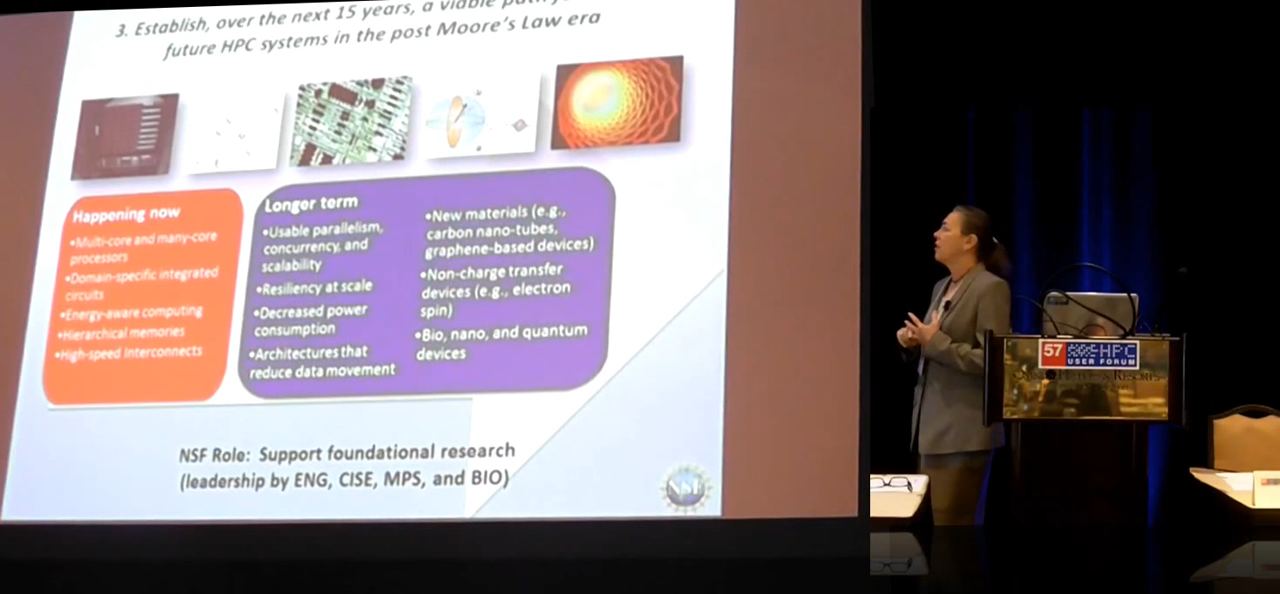 3. Establish, over the next 15 years, a viable
future HPC systems in the post Moore's Law era
Happening now
•Multi-core and many-core
processors
•Domain-specific integrated
circuits
•Energy-aware computing
•Hierarchical memories
•High-speed Interconnects
Longer term
•Usable parallelism,
concurrency, and
scalability
•Resiliency at scale
•Decreased power
consumption
•Architectures that
reduce data movement
•New materials (e.g.,
carbon nano-tubes,
graphene-based devices)
•Non-charge transfer
devices (e.g., electron
spin)
•Bio, nano, and quantum
devices
NSF Role: Support foundational research
(leadership by ENG, CISE, MPS, and BIO)
NSF
57 HPC
USER FORUM